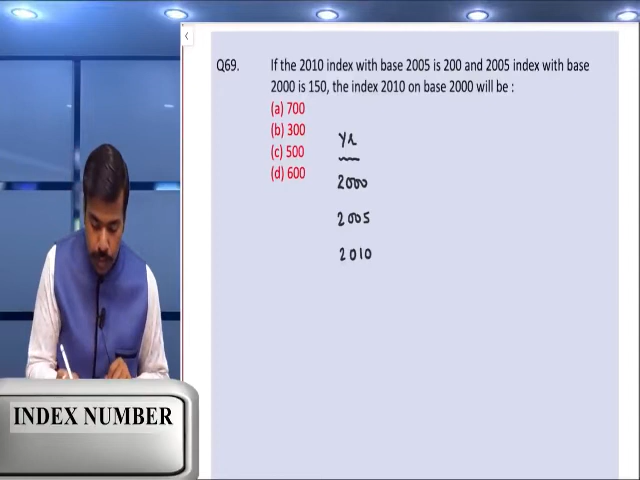 Q69. If the 2010 index with base 2005 is 200 and 2005 index with base
2000 is 150, the index 2010 on base 2000 will be :
(a) 700
(b) 300
(c) 500
(d) 600
Yr
2000
2005
2010
INDEX NUMBER